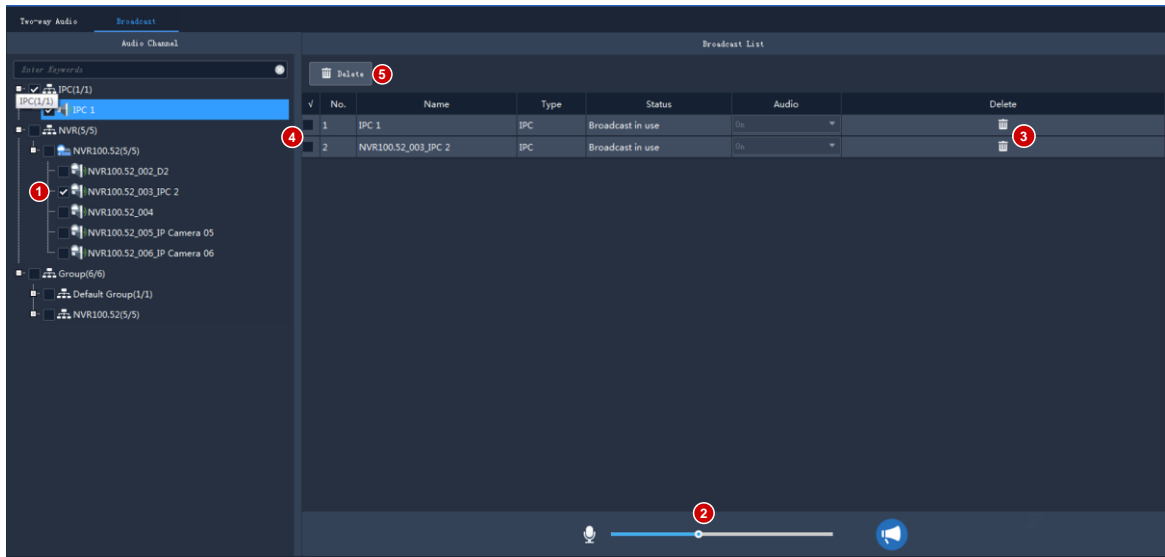 Two-way Audio Broadcast
Audio Channel
Broadcast List
Enter Keywords
Delete 5
IPC(1/1)
IPC(1/1)
IPC 1
√ No. Name Type Status Audio Delete
4
1 IPC 1 IPC Broadcast in use On
3
2 NVR100.52_003_IPC 2 IPC Broadcast in use On
NVR(5/5)
NVR100.52(5/5)
NVR100.52_002_D2
1
NVR100.52_003_IPC 2
NVR100.52_004
NVR100.52_005_IP Camera 05
NVR100.52_006_IP Camera 06
Group(6/6)
Default Group(1/1)
NVR100.52(5/5)
2